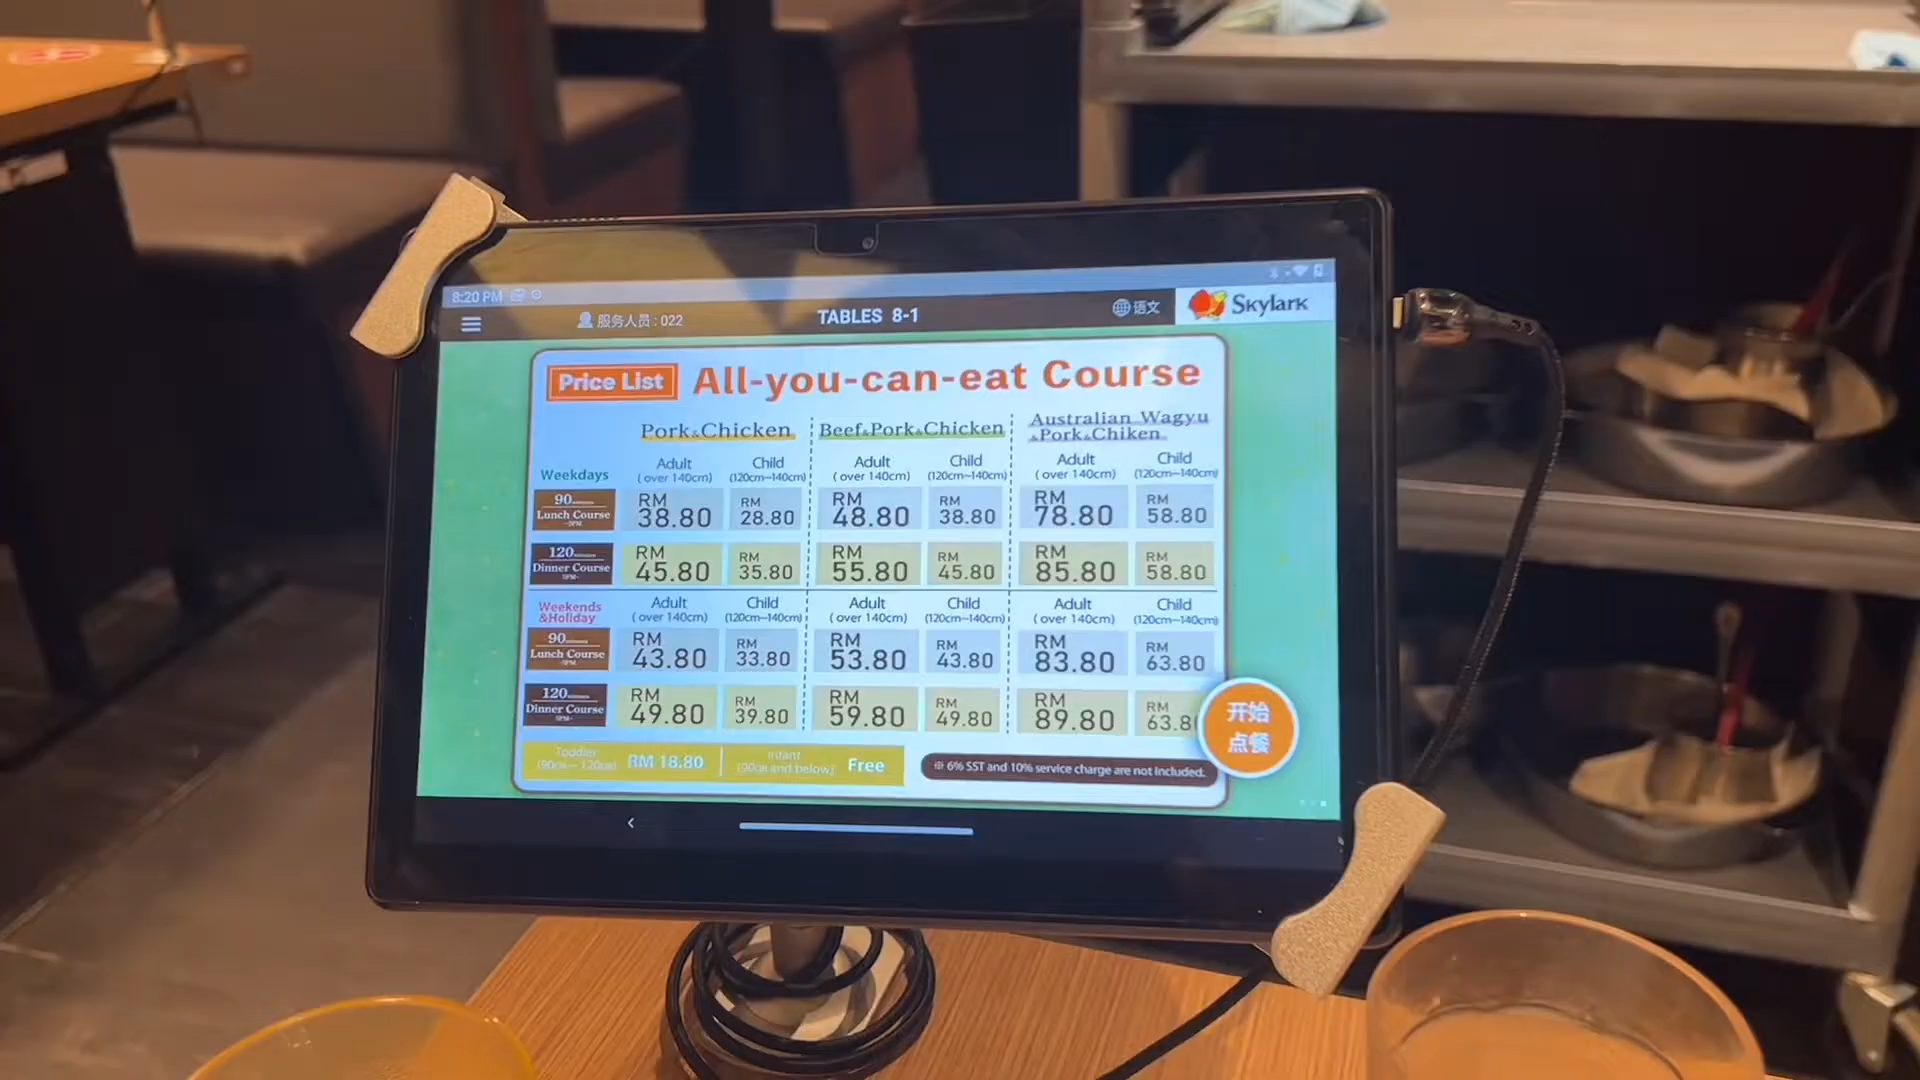 8:20 PM
服务人员 : 022
TABLES 8-1
语文
Skylark
Price List
All-you-can-eat Course
Pork&Chicken
Beef&Pork&Chicken
Australian Wagyu
&Pork&Chiken
Weekdays
Adult
( over 140cm)
Child
(120cm—140cm)
Adult
( over 140cm)
Child
(120cm—140cm)
Adult
( over 140cm)
Child
(120cm—140cm)
90
Lunch Course
RM
38.80
RM
28.80
RM
48.80
RM
38.80
RM
78.80
RM
58.80
120
Dinner Course
RM
45.80
RM
35.80
RM
55.80
RM
45.80
RM
85.80
RM
58.80
Weekends
&Holiday
Adult
( over 140cm)
Child
(120cm—140cm)
Adult
( over 140cm)
Child
(120cm—140cm)
Adult
( over 140cm)
Child
(120cm—140cm)
90
Lunch Course
RM
43.80
RM
33.80
RM
53.80
RM
43.80
RM
83.80
RM
63.80
120
Dinner Course
RM
49.80
RM
39.80
RM
59.80
RM
49.80
RM
89.80
RM
63.80
开始
点餐
Toddler
(90cm— 120cm)
RM 18.80
Infant
(90cm and below)
Free
※ 6% SST and 10% service charge are not included.